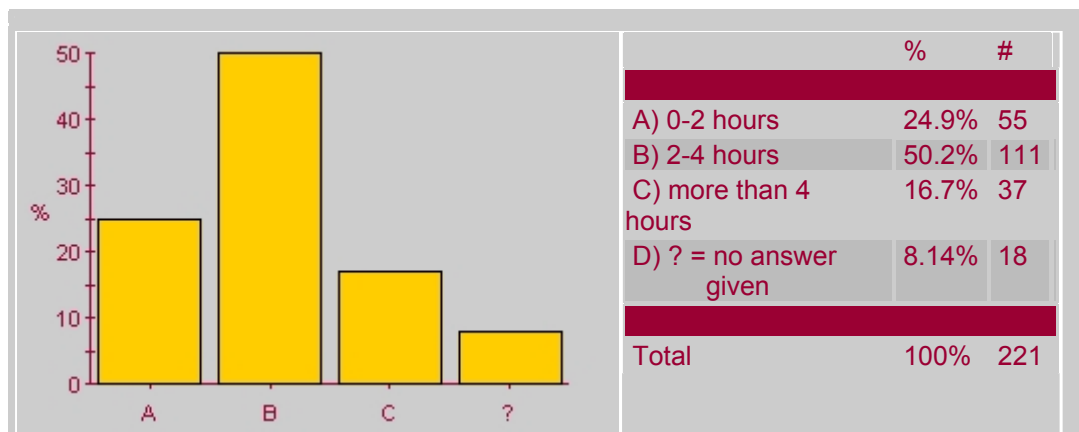 50
40
30
%
20
10
0
A B C ?
% #
A) 0-2 hours 24.9% 55
B) 2-4 hours 50.2% 111
C) more than 4 16.7% 37
hours
D) ? = no answer 8.14% 18
given
Total 100% 221